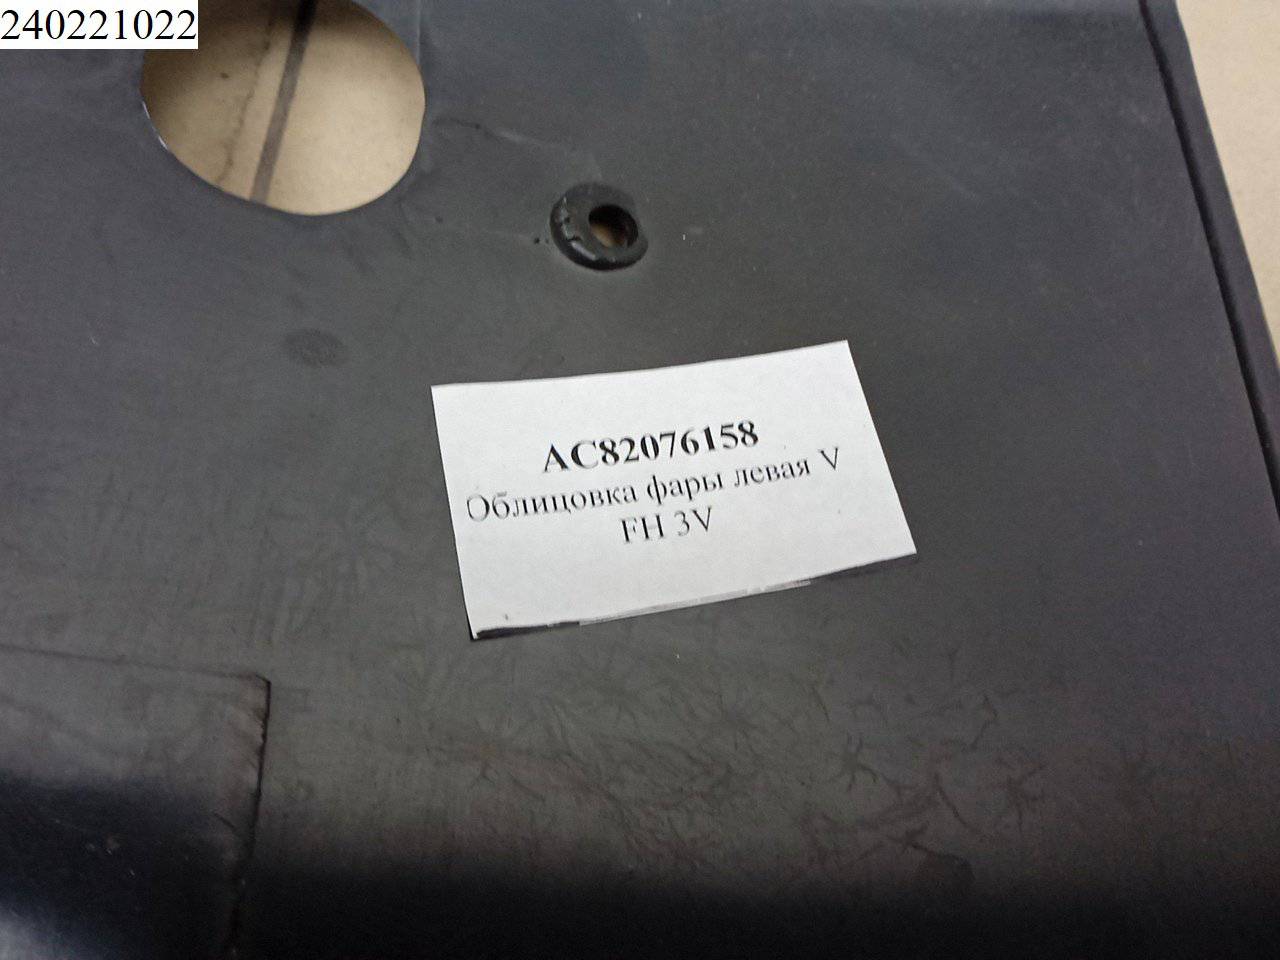 240221022
AC82076158
Облицовка фары левая V
FH 3V